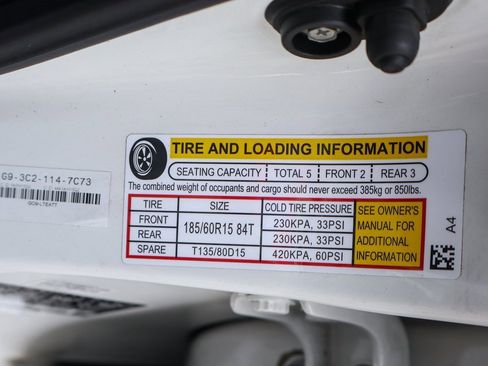 G9-3C2-114-7C73
TIRE AND LOADING INFORMATION
SEATING CAPACITY TOTAL 5 FRONT 2 REAR 3
The combined weight of occupants and cargo should never exceed 385kg or 850lbs.
TIRE SIZE COLD TIRE PRESSURE
FRONT 185/60R15 84T 230KPA, 33PSI
REAR 230KPA, 33PSI
SPARE T135/80D15 420KPA, 60PSI
SEE OWNER'S
MANUAL FOR
ADDITIONAL
INFORMATION
A4